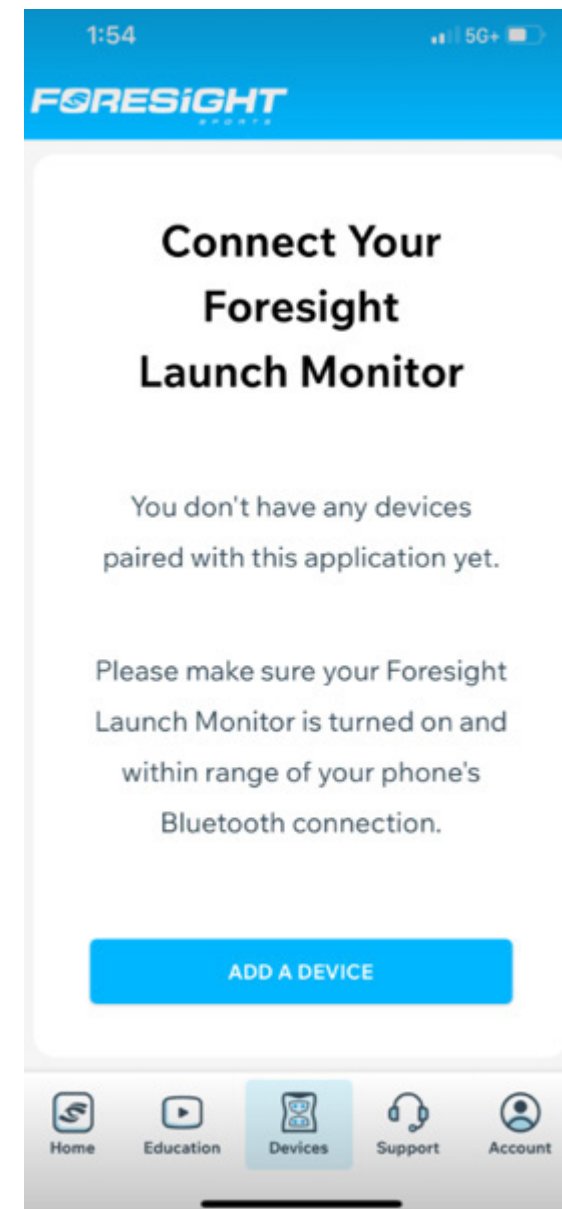 1:54 5G+
FORESiGHT
SPORTS
Connect Your
Foresight
Launch Monitor
You don't have any devices
paired with this application yet.
Please make sure your Foresight
Launch Monitor is turned on and
within range of your phone's
Bluetooth connection.
ADD A DEVICE
Home Education Devices Support Account